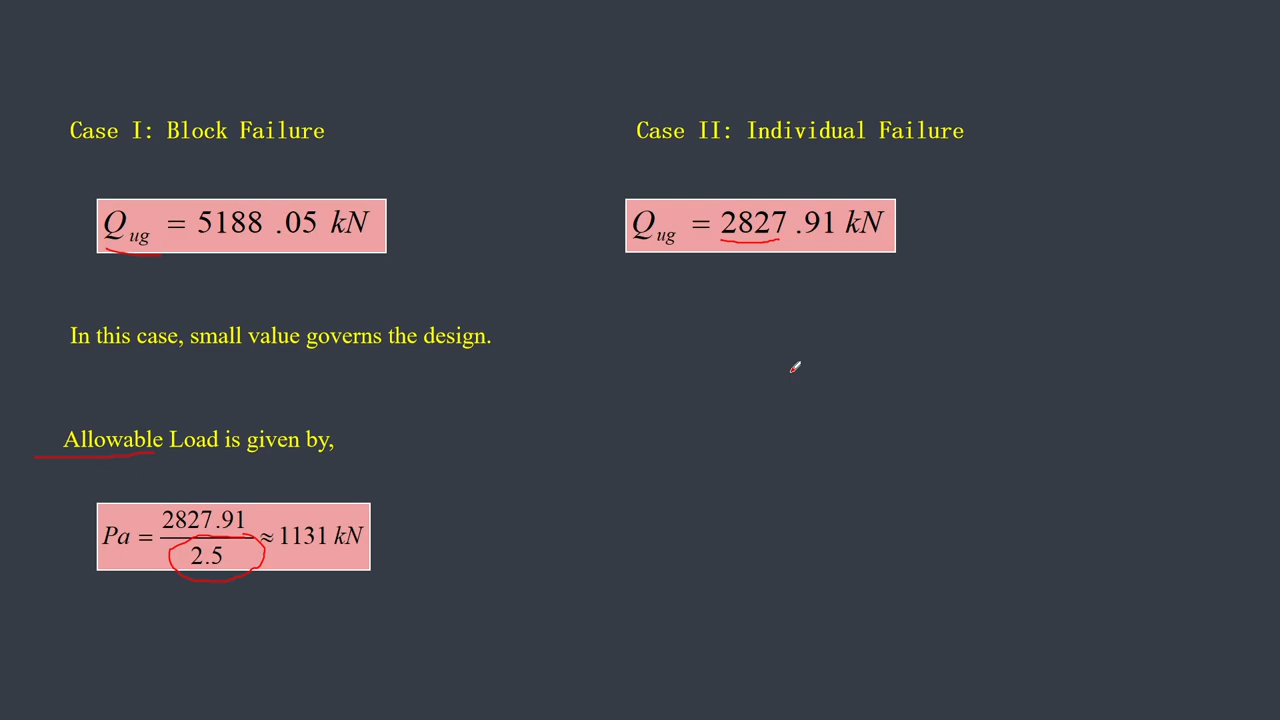 Case I: Block Failure
Case II: Individual Failure
Q_ug = 5188 .05 kN
Q_ug = 2827 .91 kN
In this case, small value governs the design.
Allowable Load is given by,
Pa = 2827.91 / 2.5 ≈ 1131 kN